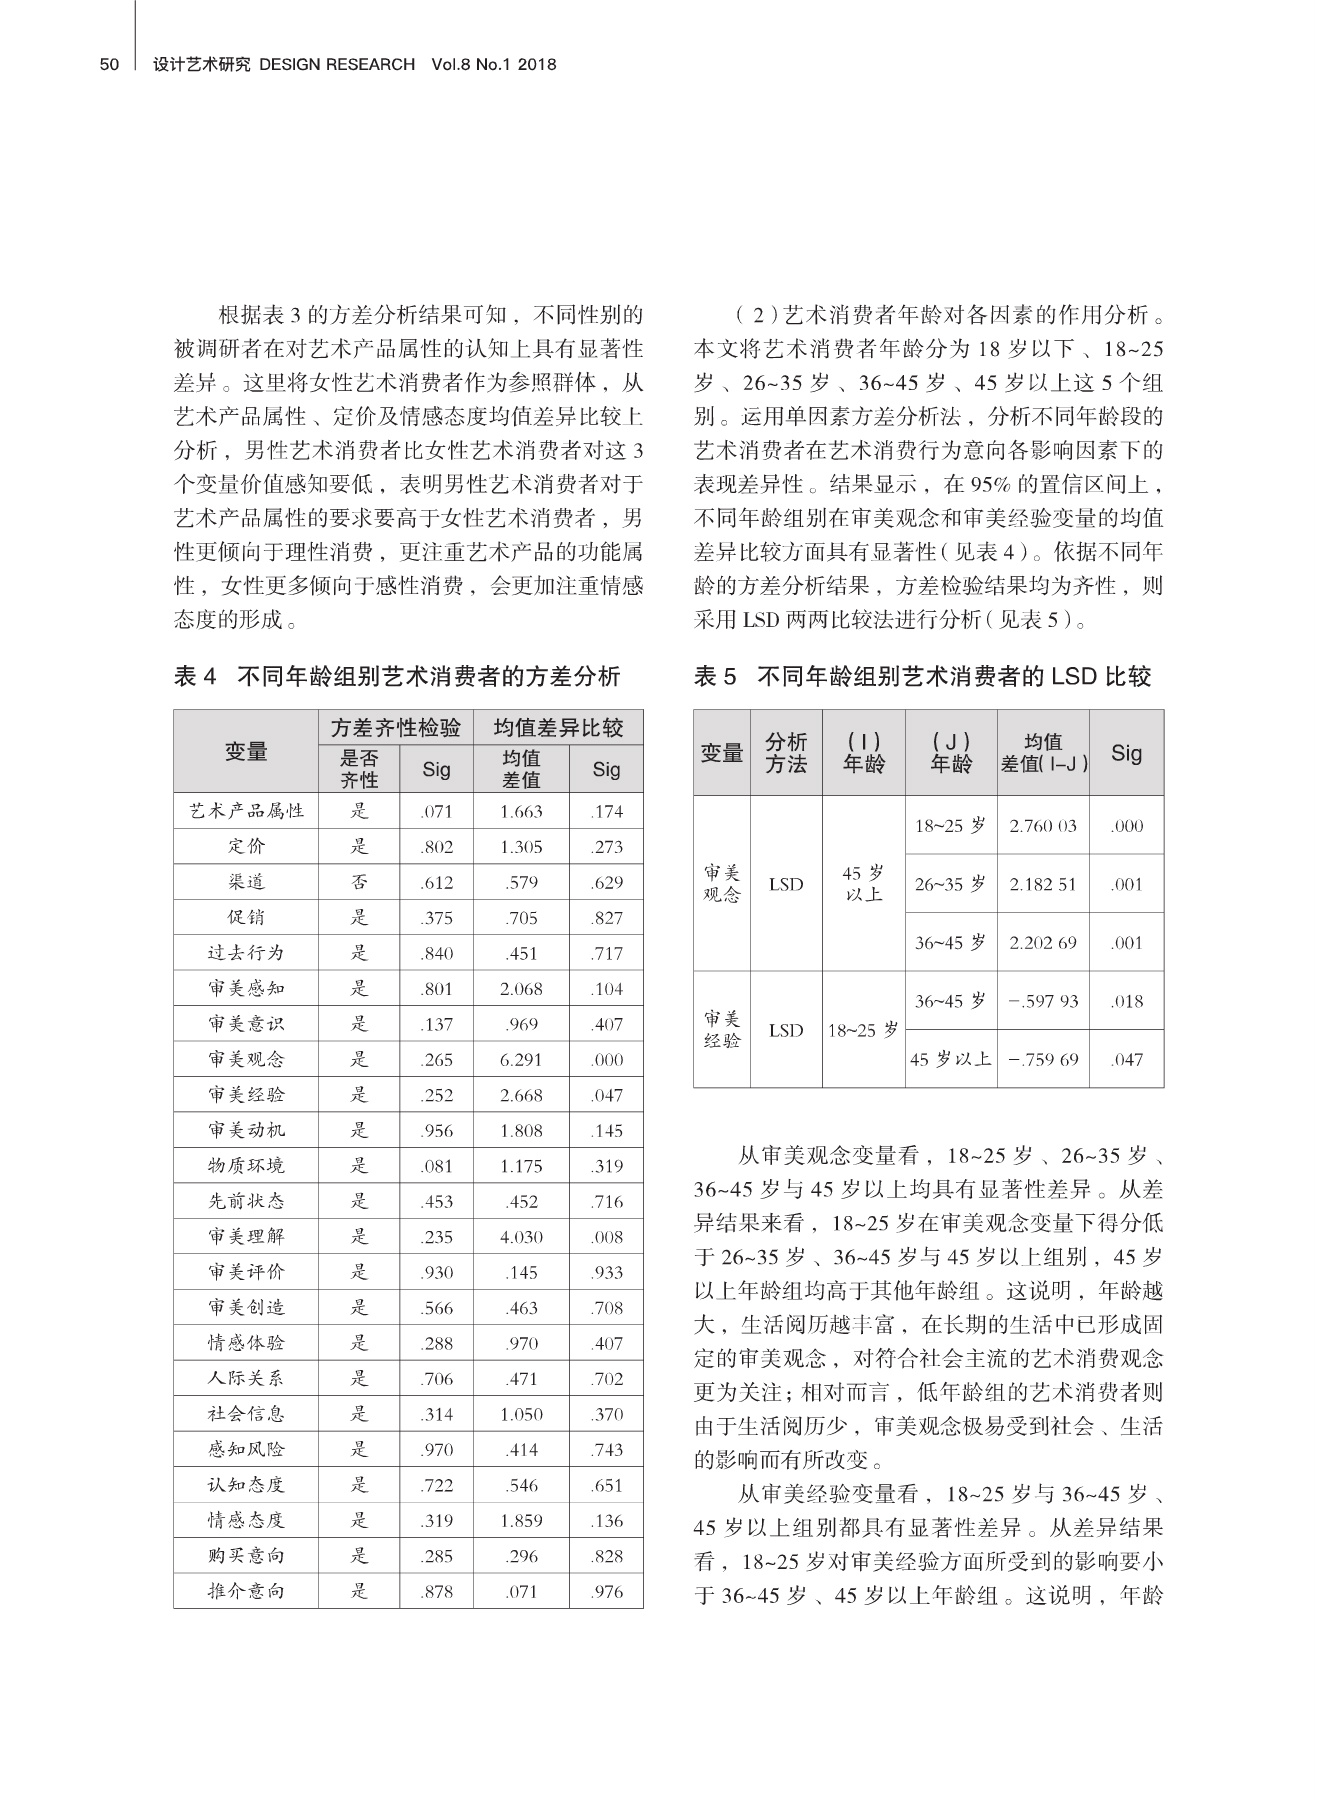 50 设计艺术研究 DESIGN RESEARCH Vol.8 No.1 2018
根据表 3 的方差分析结果可知，不同性别的
被调研者在对艺术产品属性的认知上具有显著性
差异。这里将女性艺术消费者作为参照群体，从
艺术产品属性、定价及情感态度均值差异比较上
分析，男性艺术消费者比女性艺术消费者对这 3
个变量价值感知要低，表明男性艺术消费者对于
艺术产品属性的要求要高于女性艺术消费者，男
性更倾向于理性消费，更注重艺术产品的功能属
性，女性更多倾向于感性消费，会更加注重情感
态度的形成。
表 4 不同年龄组别艺术消费者的方差分析
变量 方差齐性检验 均值差异比较
是否齐性 Sig 均值差值 Sig
艺术产品属性 是 .071 1.663 .174
定价 是 .802 1.305 .273
渠道 否 .612 .579 .629
促销 是 .375 .705 .827
过去行为 是 .840 .451 .717
审美感知 是 .801 2.068 .104
审美意识 是 .137 .969 .407
审美观念 是 .265 6.291 .000
审美经验 是 .252 2.668 .047
审美动机 是 .956 1.808 .145
物质环境 是 .081 1.175 .319
先前状态 是 .453 .452 .716
审美理解 是 .235 4.030 .008
审美评价 是 .930 .145 .933
审美创造 是 .566 .463 .708
情感体验 是 .288 .970 .407
人际关系 是 .706 .471 .702
社会信息 是 .314 1.050 .370
感知风险 是 .970 .414 .743
认知态度 是 .722 .546 .651
情感态度 是 .319 1.859 .136
购买意向 是 .285 .296 .828
推介意向 是 .878 .071 .976
（2）艺术消费者年龄对各因素的作用分析。
本文将艺术消费者年龄分为 18 岁以下、18~25
岁、26~35 岁、36~45 岁、45 岁以上这 5 个组
别。运用单因素方差分析法，分析不同年龄段的
艺术消费者在艺术消费行为意向各影响因素下的
表现差异性。结果显示，在 95% 的置信区间上，
不同年龄组别在审美观念和审美经验变量的均值
差异比较方面具有显著性（见表 4）。依据不同年
龄的方差分析结果，方差检验结果均为齐性，则
采用 LSD 两两比较法进行分析（见表 5）。
表 5 不同年龄组别艺术消费者的 LSD 比较
变量 分析方法 （I）年龄 （J）年龄 均值差值（I-J） Sig
审美观念 LSD 45 岁以上 18~25 岁 2.760 03 .000
26~35 岁 2.182 51 .001
36~45 岁 2.202 69 .001
审美经验 LSD 18~25 岁 36~45 岁 -.597 93 .018
45 岁以上 -.759 69 .047
从审美观念变量看，18~25 岁、26~35 岁、
36~45 岁与 45 岁以上均具有显著性差异。从差
异结果来看，18~25 岁在审美观念变量下得分低
于 26~35 岁、36~45 岁与 45 岁以上组别，45 岁
以上年龄组均高于其他年龄组。这说明，年龄越
大，生活阅历越丰富，在长期的生活中已形成固
定的审美观念，对符合社会主流的艺术消费观念
更为关注；相对而言，低年龄组的艺术消费者则
由于生活阅历少，审美观念极易受到社会、生活
的影响而有所改变。
从审美经验变量看，18~25 岁与 36~45 岁、
45 岁以上组别都具有显著性差异。从差异结果
看，18~25 岁对审美经验方面所受到的影响要小
于 36~45 岁、45 岁以上年龄组。这说明，年龄